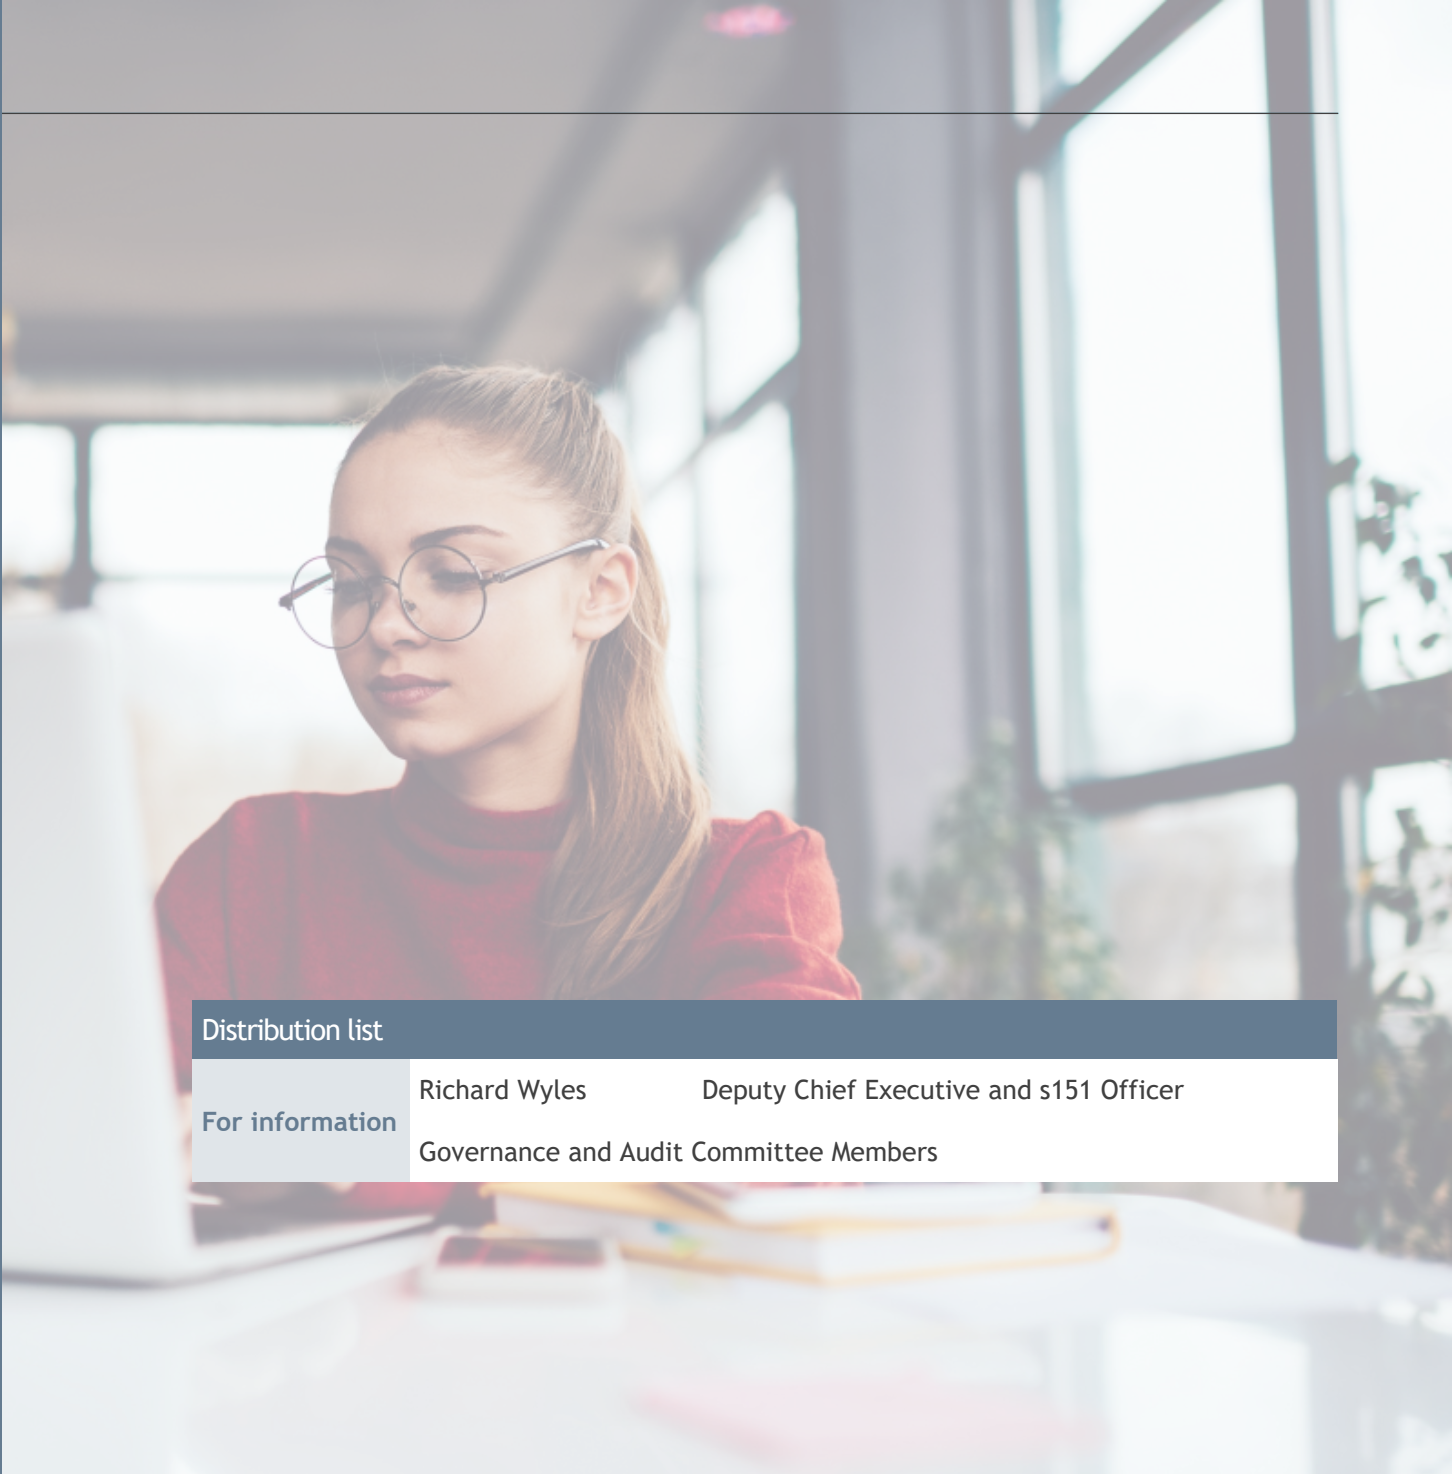 Distribution list
For information
Richard Wyles Deputy Chief Executive and s151 Officer
Governance and Audit Committee Members